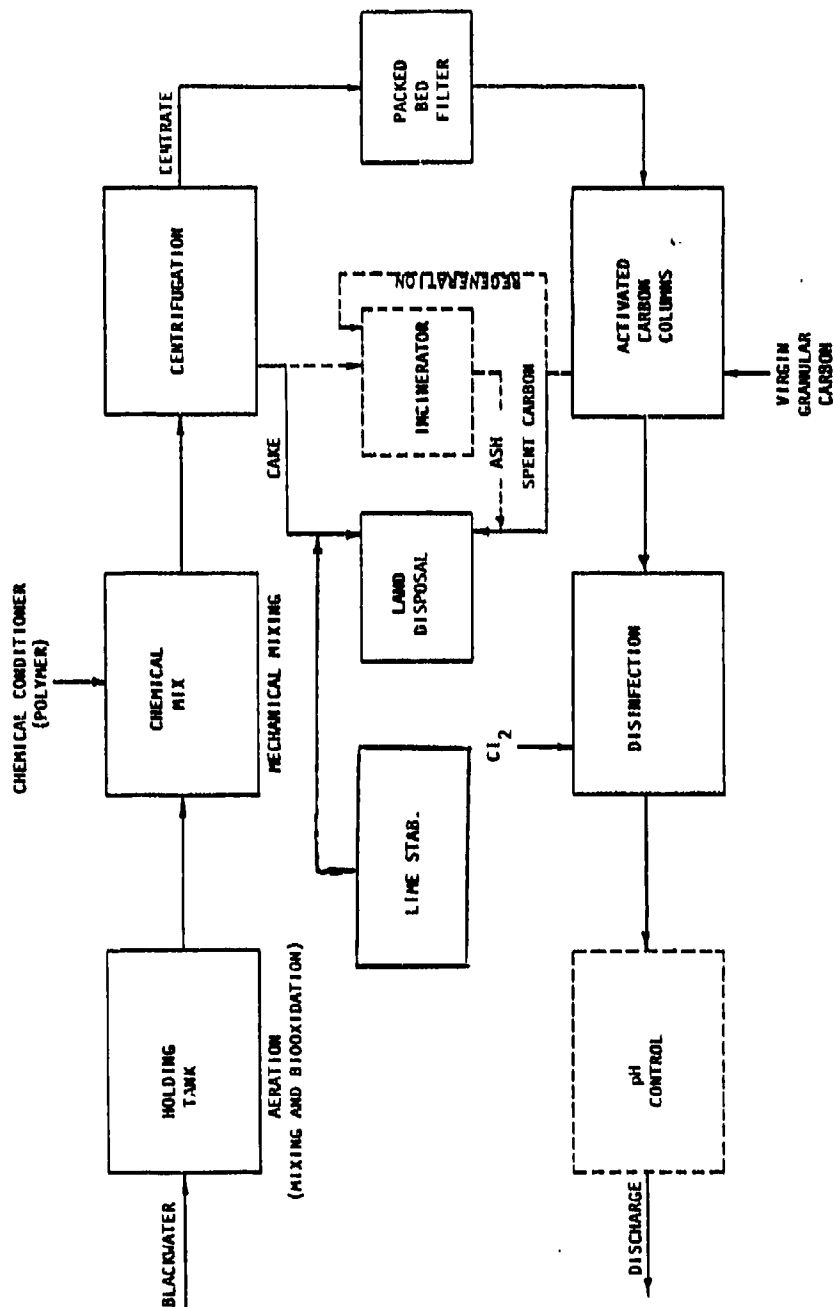 BLACKWATER
HOLDING
TANK
AERATION
(MIXING AND BIOOXIDATION)
CHEMICAL CONDITIONER
(POLYMER)
CHEMICAL
MIX
MECHANICAL MIXING
CENTRIFUGATION
CENTRATE
PACKED
BED
FILTER
CAKE
LIME STAB.
LAND
DISPOSAL
INCINERATOR
REGENERATION
ASH
SPENT CARBON
ACTIVATED
CARBON
COLUMNS
VIRGIN
GRANULAR
CARBON
Cl2
DISINFECTION
pH
CONTROL
DISCHARGE